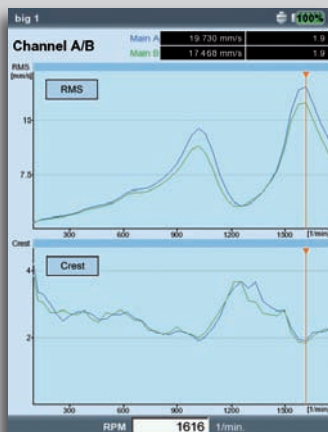 big 1 100%
Channel A/B
Main A 19.730 mm/s 1.9
Main B 17.468 mm/s 1.9
RMS
[mm/s]
RMS
15
7.5
300 600 900 1200 1500 [1/min]
Crest
Crest
4
2
300 600 900 1200 1500 [1/min]
RPM 1616 1/min.